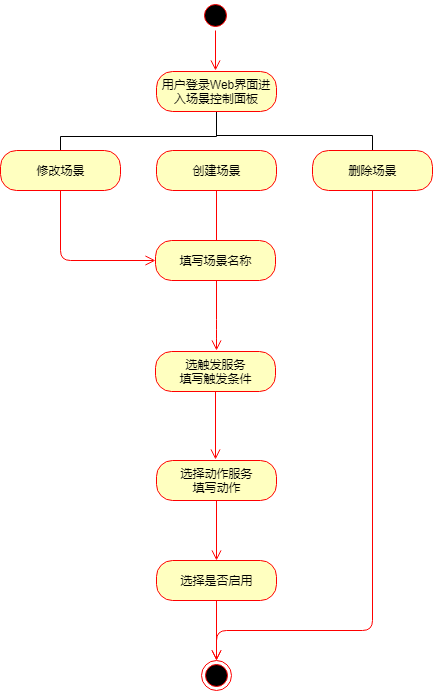 用户登录Web界面进
入场景控制面板
修改场景
创建场景
删除场景
填写场景名称
选触发服务
填写触发条件
选择动作服务
填写动作
选择是否启用